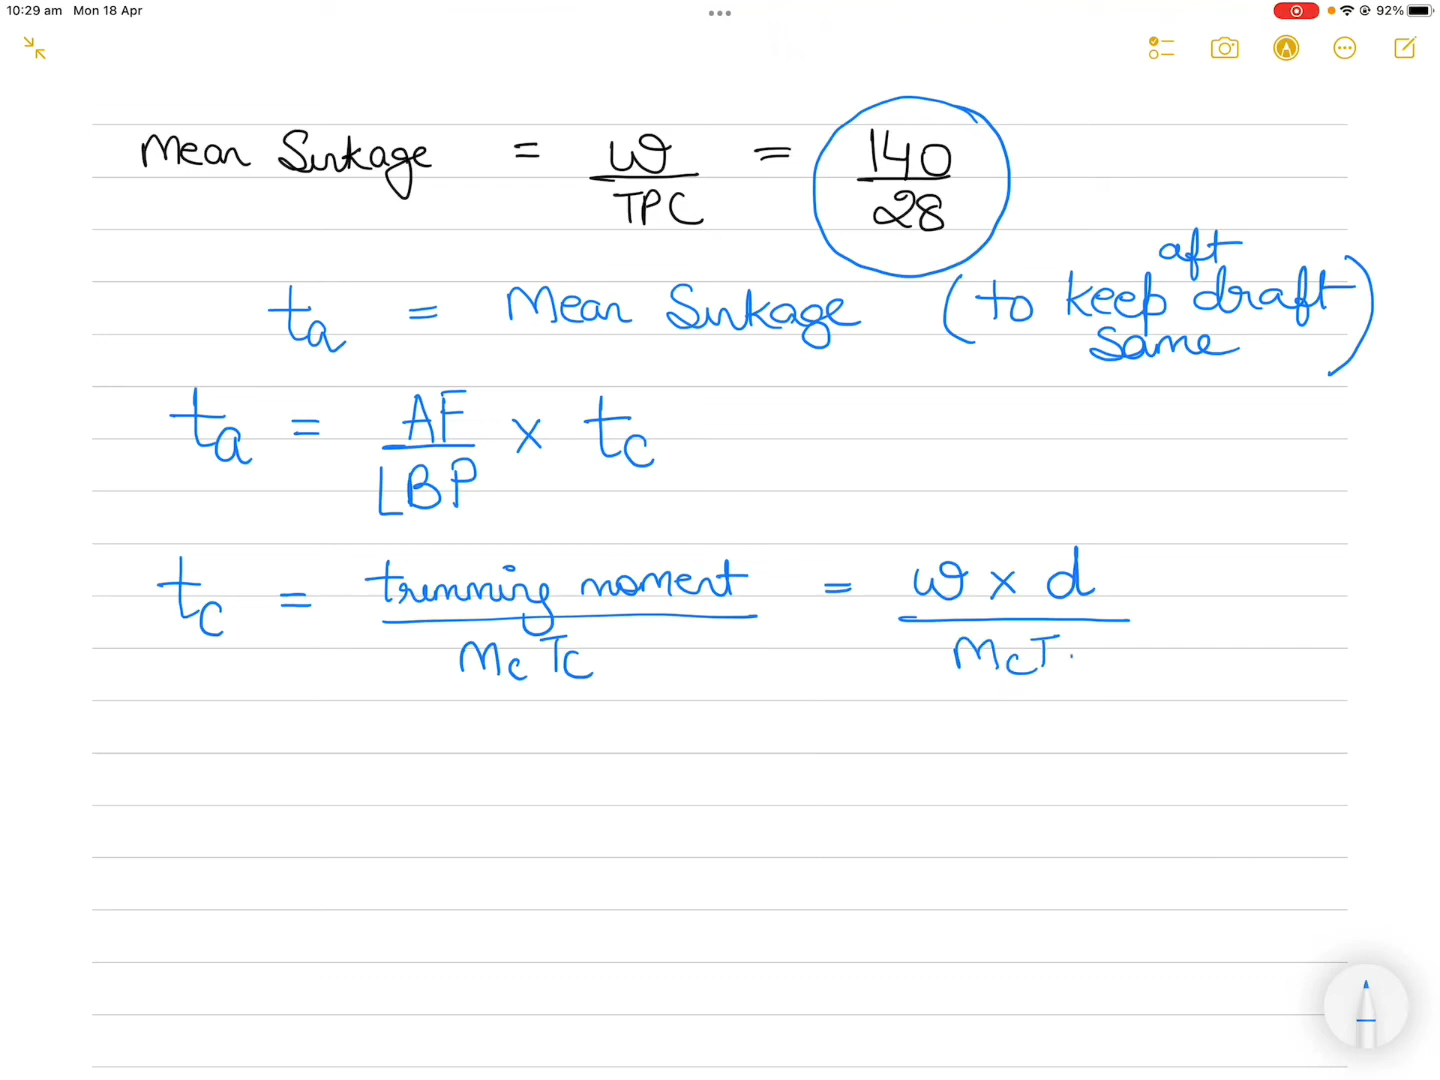 10:29 am Mon 18 Apr
92%
Mean Sinkage = w/TPC = 140/28
ta = Mean Sinkage (to keep aft draft same)
ta = AF/LBP × tc
tc = trimming moment/MCTC = w × d/MCT